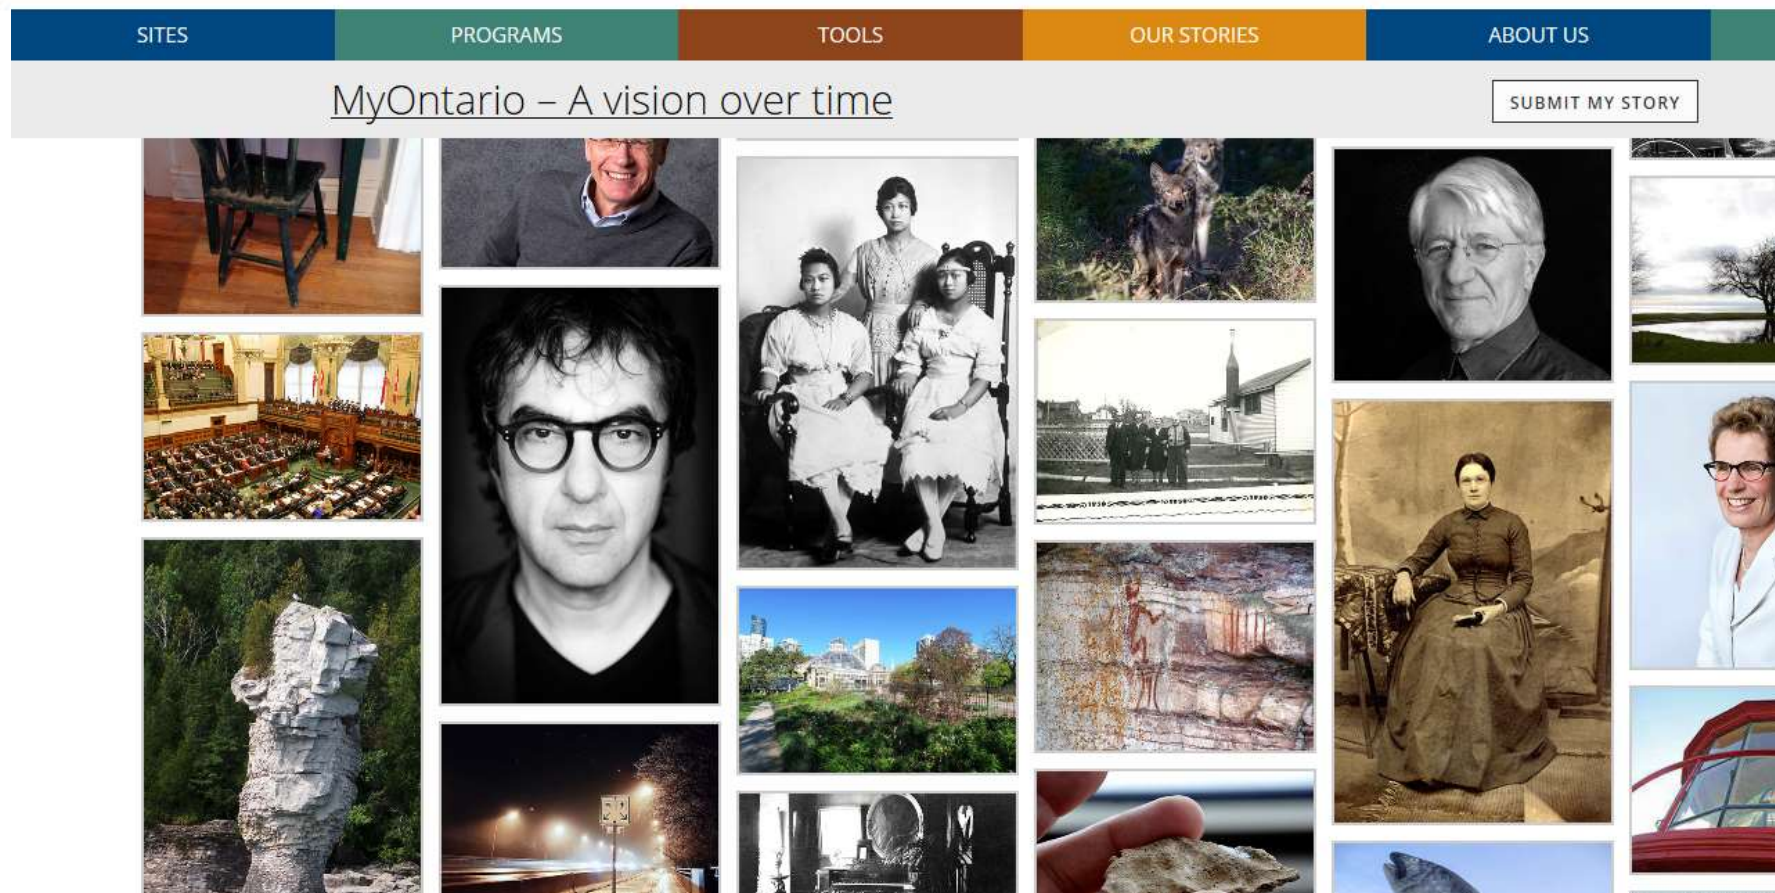 SITES
PROGRAMS
TOOLS
OUR STORIES
ABOUT US
MyOntario – A vision over time
SUBMIT MY STORY